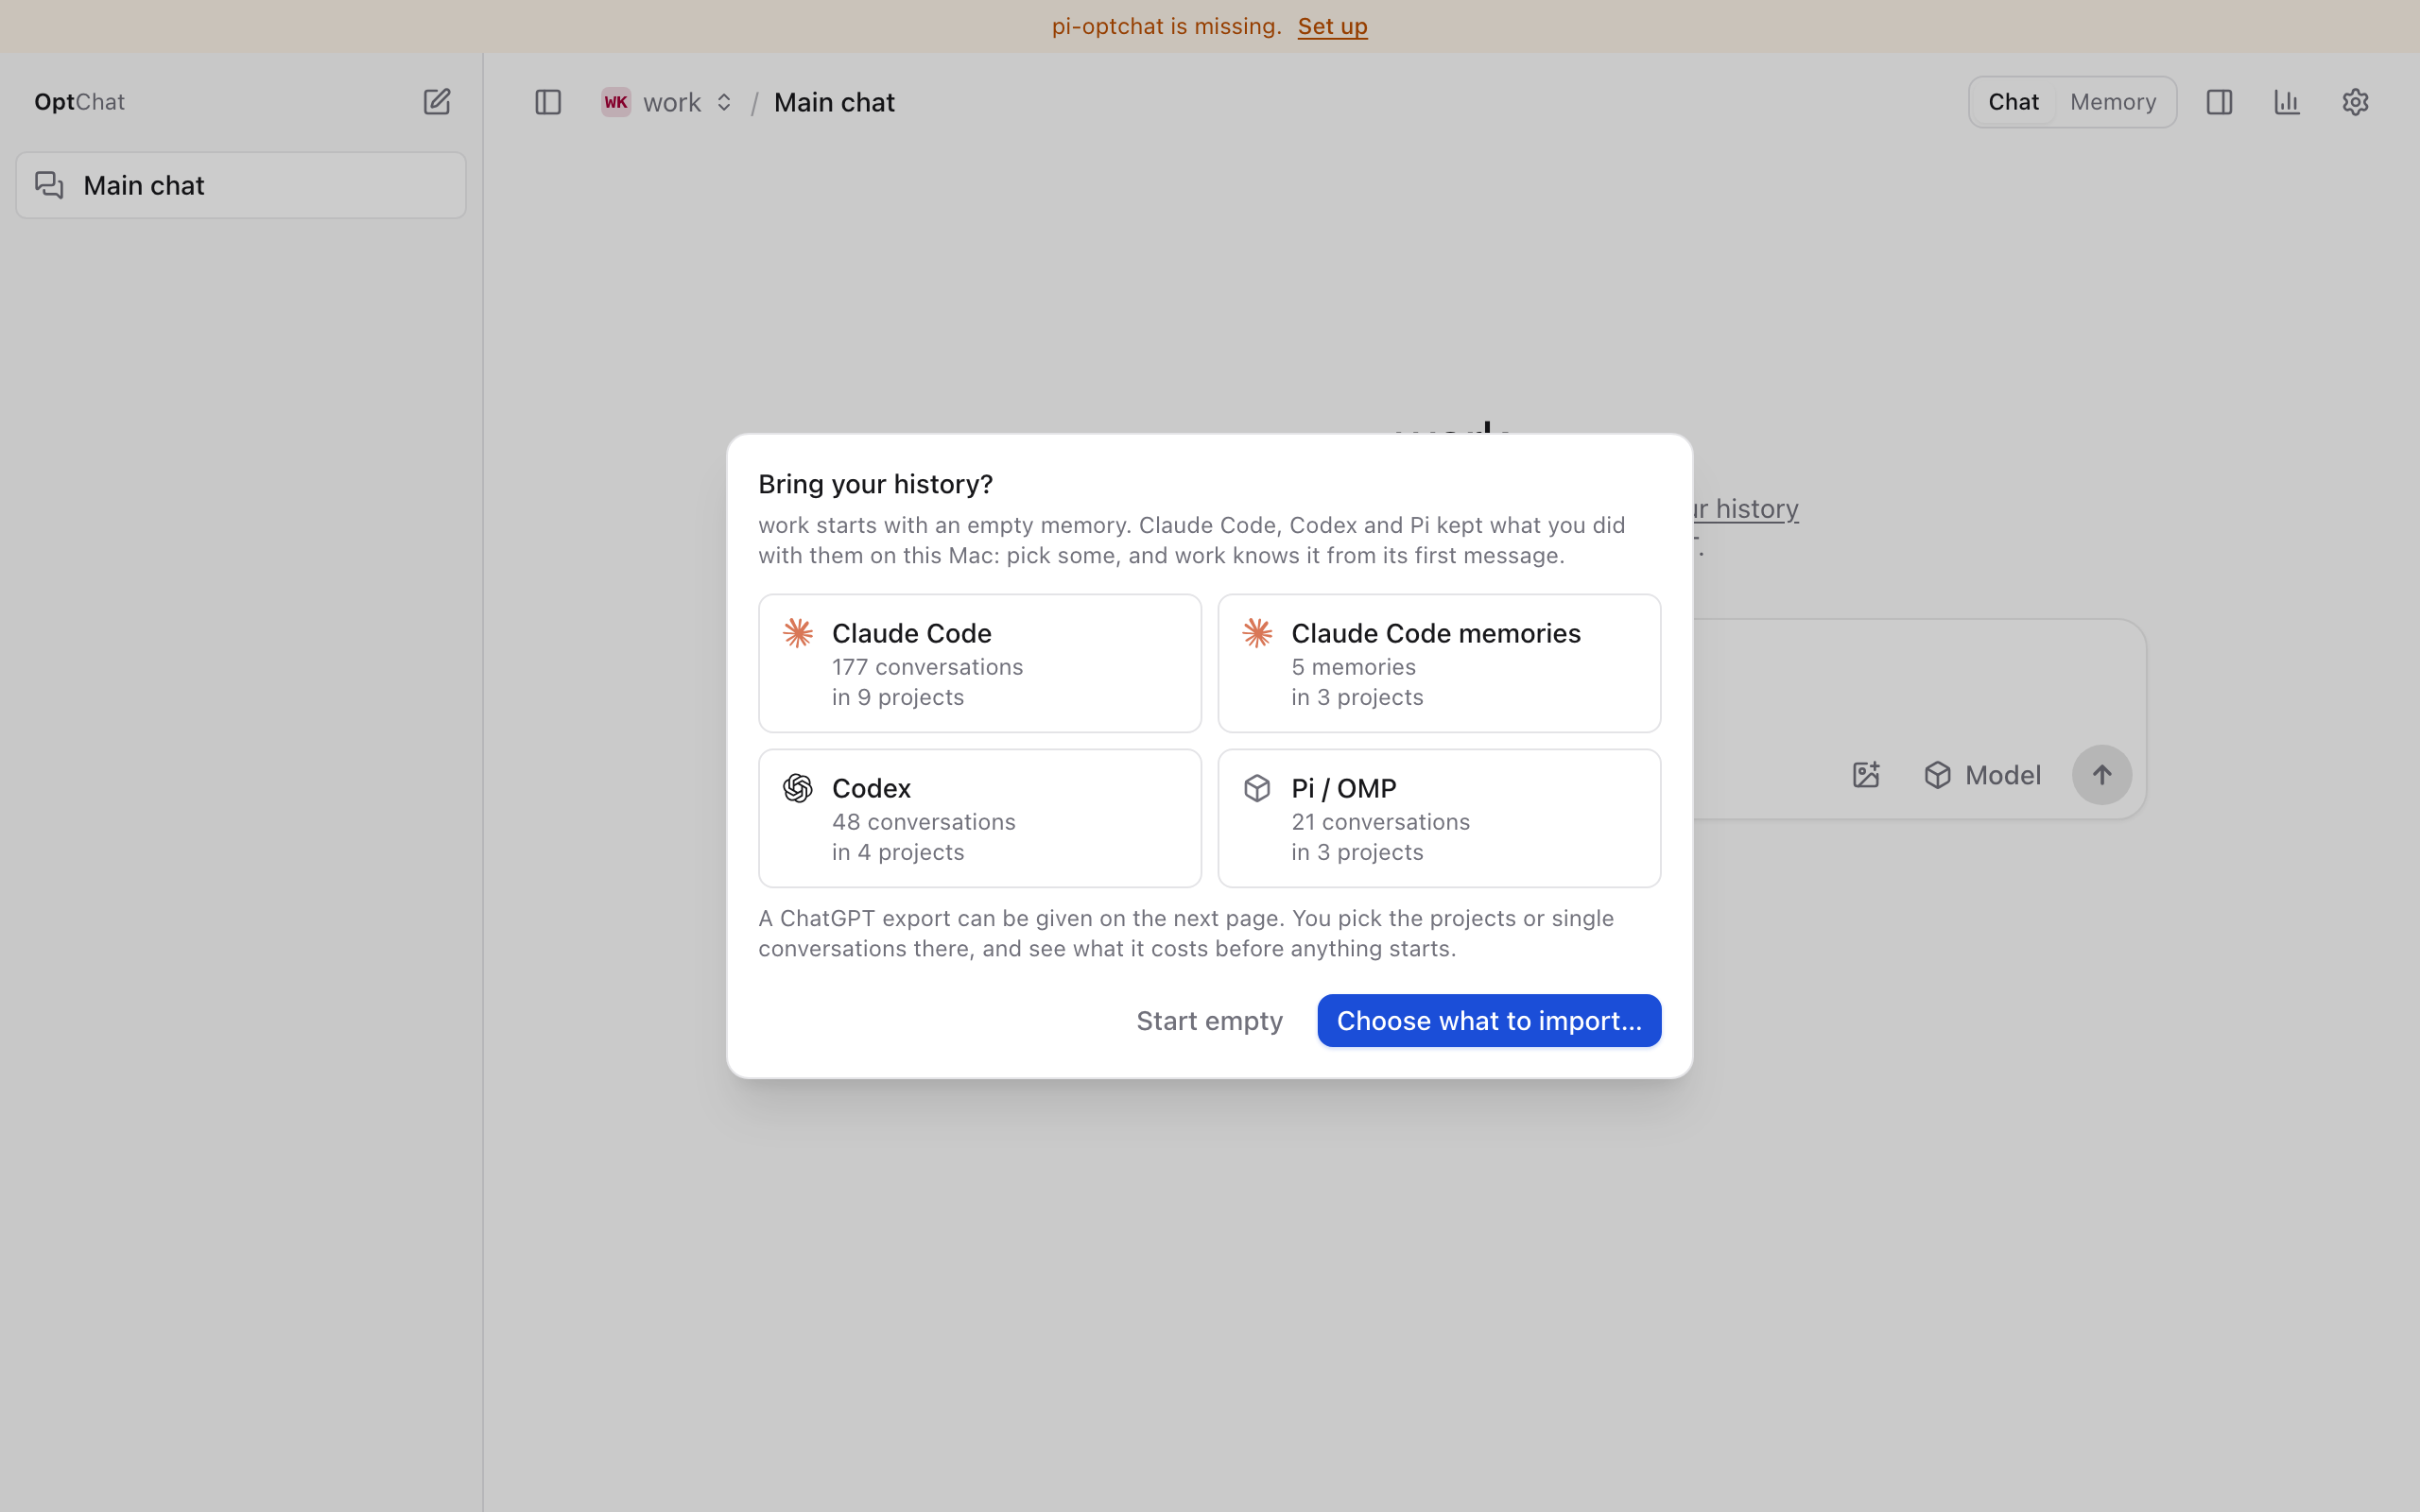 pi-optchat is missing. Set up
OptChat
WK work / Main chat
Chat Memory
Main chat
Bring your history?
work starts with an empty memory. Claude Code, Codex and Pi kept what you did
with them on this Mac: pick some, and work knows it from its first message.
ur history
Claude Code
177 conversations
in 9 projects
Claude Code memories
5 memories
in 3 projects
Codex
48 conversations
in 4 projects
Pi / OMP
21 conversations
in 3 projects
Model
A ChatGPT export can be given on the next page. You pick the projects or single
conversations there, and see what it costs before anything starts.
Start empty
Choose what to import...